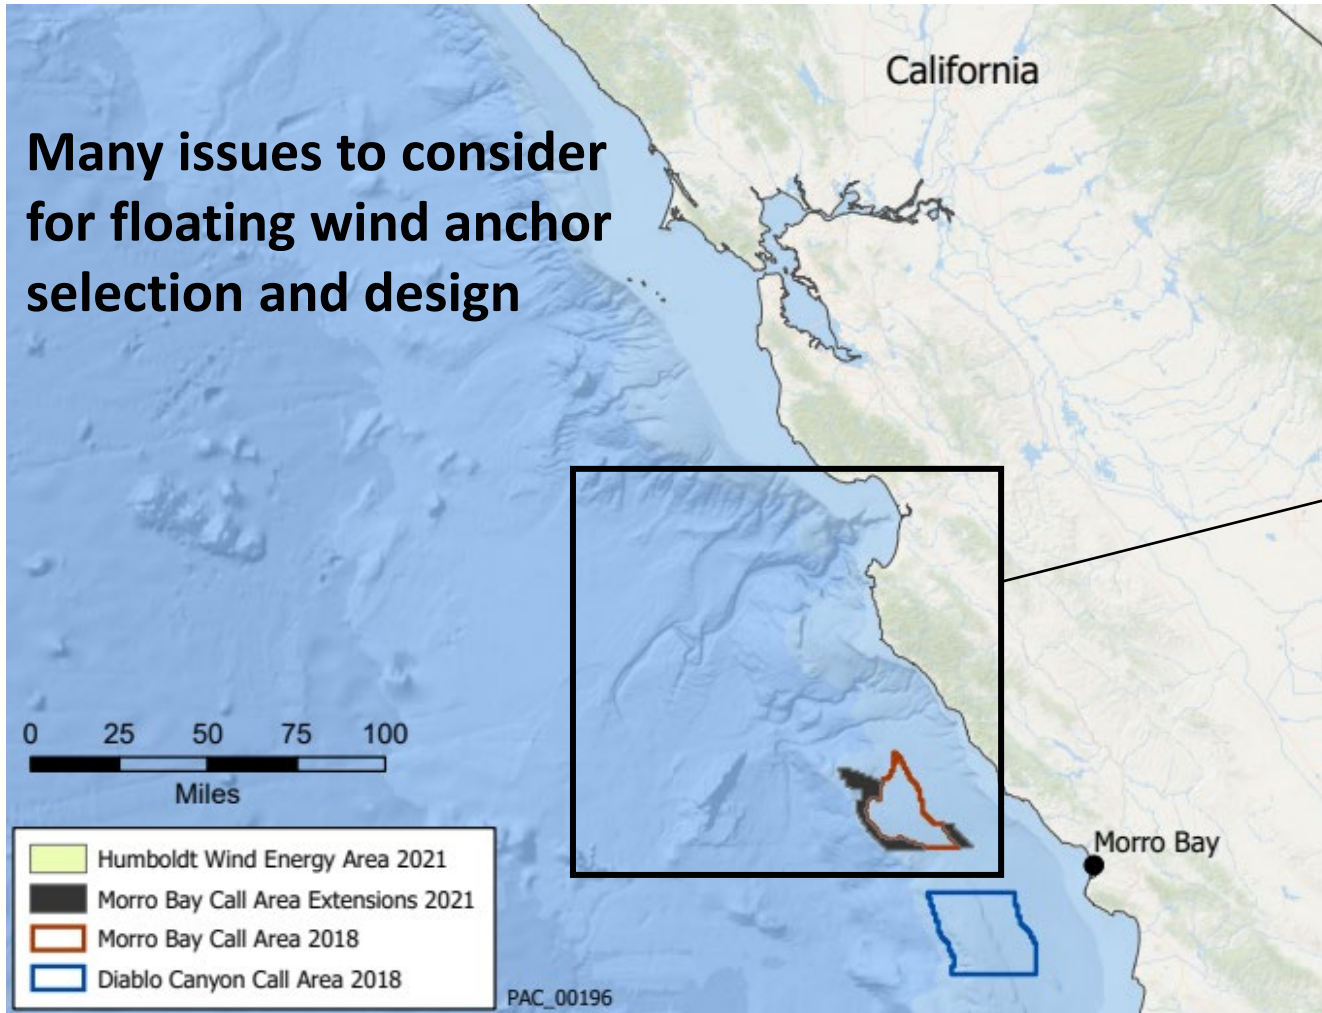 California
Many issues to consider
for floating wind anchor
selection and design
0 25 50 75 100
Miles
Humboldt Wind Energy Area 2021
Morro Bay Call Area Extensions 2021
Morro Bay Call Area 2018
Diablo Canyon Call Area 2018
PAC_00196
Morro Bay